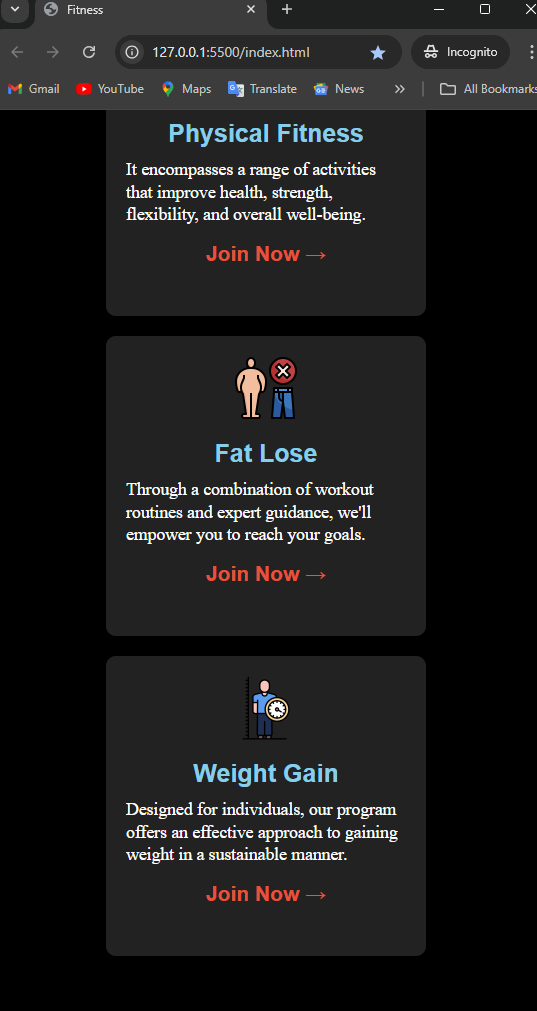 Fitness
127.0.0.1:5500/index.html
Incognito
Gmail
YouTube
Maps
Translate
News
All Bookmarks
Physical Fitness
It encompasses a range of activities
that improve health, strength,
flexibility, and overall well-being.
Join Now →
Fat Lose
Through a combination of workout
routines and expert guidance, we'll
empower you to reach your goals.
Join Now →
Weight Gain
Designed for individuals, our program
offers an effective approach to gaining
weight in a sustainable manner.
Join Now →